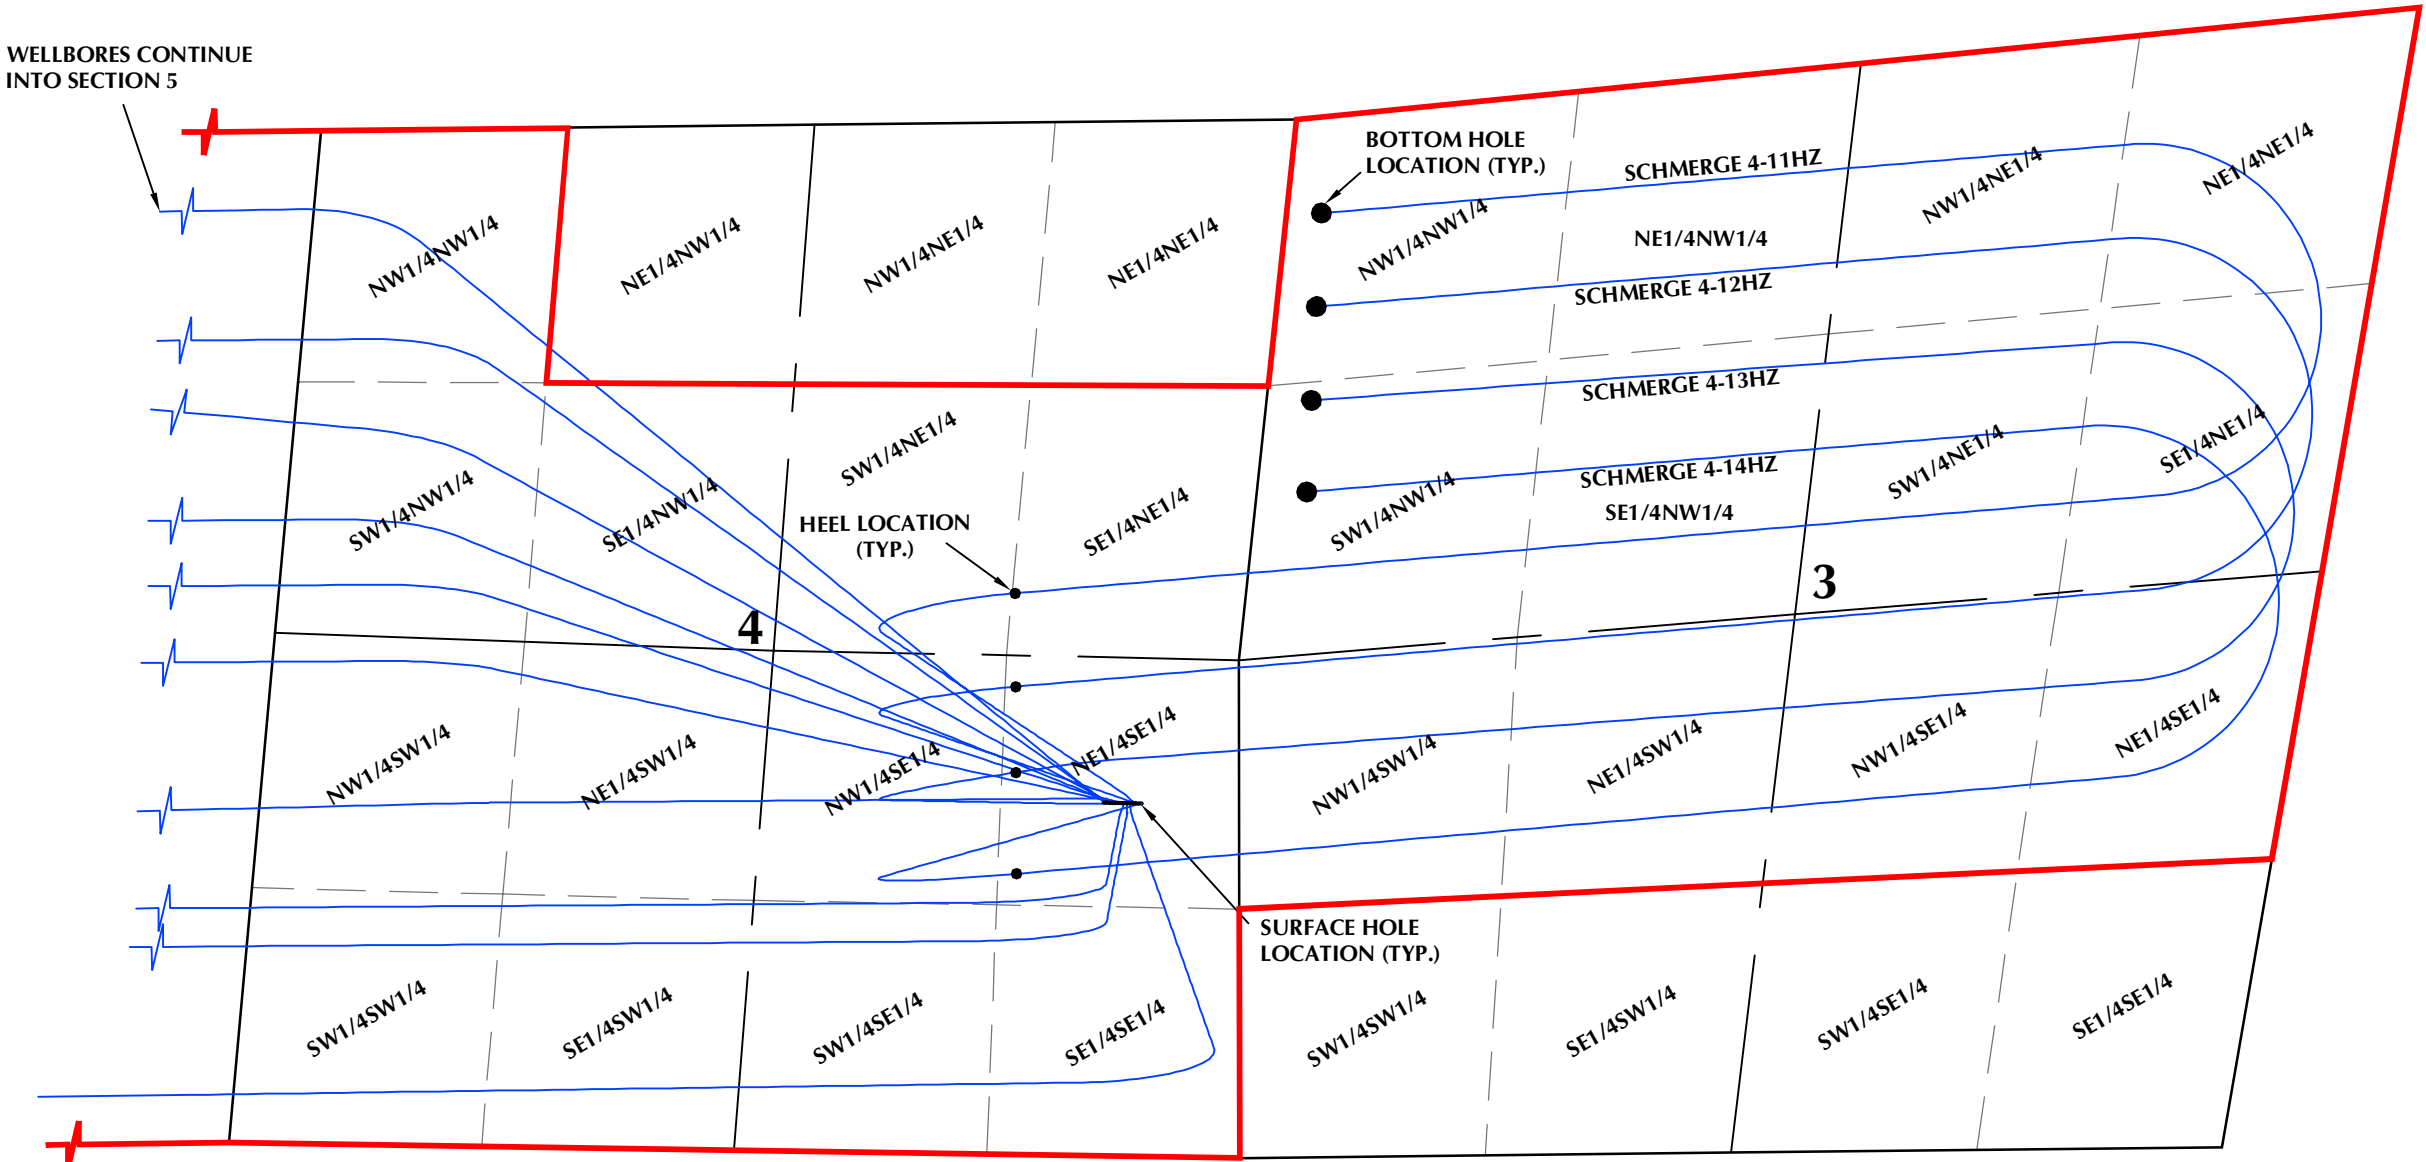 WELLBORES CONTINUE
INTO SECTION 5
BOTTOM HOLE
LOCATION (TYP.)
SCHMERGE 4-11HZ
NW1/4NW1/4
NE1/4NW1/4
NW1/4NE1/4
NE1/4NE1/4
NW1/4NW1/4
NE1/4NW1/4
NW1/4NE1/4
NE1/4NE1/4
SCHMERGE 4-12HZ
SCHMERGE 4-13HZ
SCHMERGE 4-14HZ
SW1/4NW1/4
SE1/4NW1/4
SW1/4NE1/4
SE1/4NE1/4
SW1/4NW1/4
SE1/4NW1/4
SW1/4NE1/4
SE1/4NE1/4
HEEL LOCATION
(TYP.)
4
3
NW1/4SW1/4
NE1/4SW1/4
NW1/4SE1/4
NE1/4SE1/4
NW1/4SW1/4
NE1/4SW1/4
NW1/4SE1/4
NE1/4SE1/4
SURFACE HOLE
LOCATION (TYP.)
SW1/4SW1/4
SE1/4SW1/4
SW1/4SE1/4
SE1/4SE1/4
SW1/4SW1/4
SE1/4SW1/4
SW1/4SE1/4
SE1/4SE1/4